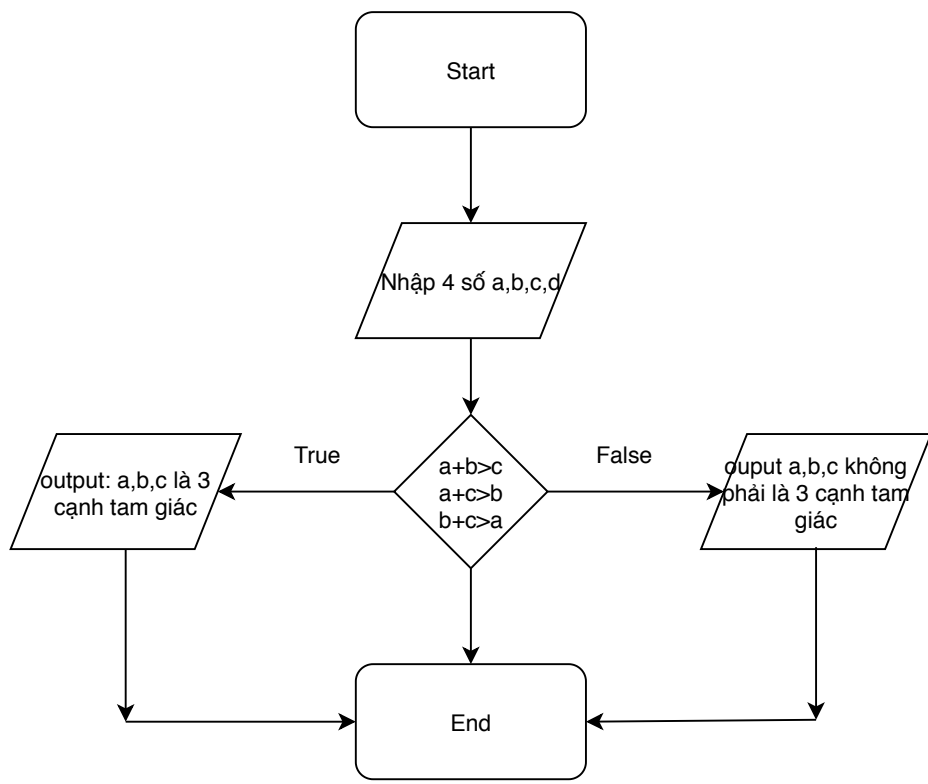 Start
Nhập 4 số a,b,c,d
True
False
a+b>c
a+c>b
b+c>a
output: a,b,c là 3
cạnh tam giác
ouput a,b,c không
phải là 3 cạnh tam
giác
End